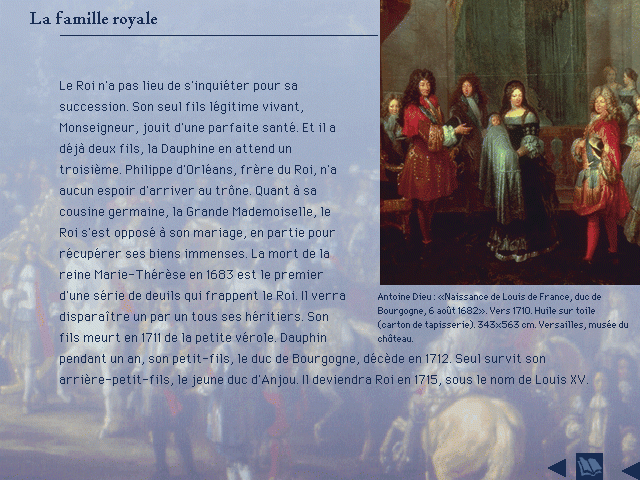 La famille royale
Le Roi n'a pas lieu de s'inquiéter pour sa
succession. Son seul fils légitime vivant,
Monseigneur, jouit d'une parfaite santé. Et il a
déjà deux fils, la Dauphine en attend un
troisième. Philippe d'Orléans, frère du Roi, n'a
aucun espoir d'arriver au trône. Quant à sa
cousine germaine, la Grande Mademoiselle, le
Roi s'est opposé à son mariage, en partie pour
récupérer ses biens immenses. La mort de la
reine Marie-Thérèse en 1683 est le premier
d'une série de deuils qui frappent le Roi. Il verra
disparaître un par un tous ses héritiers. Son
fils meurt en 1711 de la petite vérole. Dauphin
pendant un an, son petit-fils, le duc de Bourgogne, décède en 1712. Seul survit son
arrière-petit-fils, le jeune duc d'Anjou. Il deviendra Roi en 1715, sous le nom de Louis XV.
Antoine Dieu : «Naissance de Louis de France, duc de
Bourgogne, 6 août 1682». Vers 1710. Huile sur toile
(carton de tapisserie). 343x563 cm. Versailles, musée du
château.